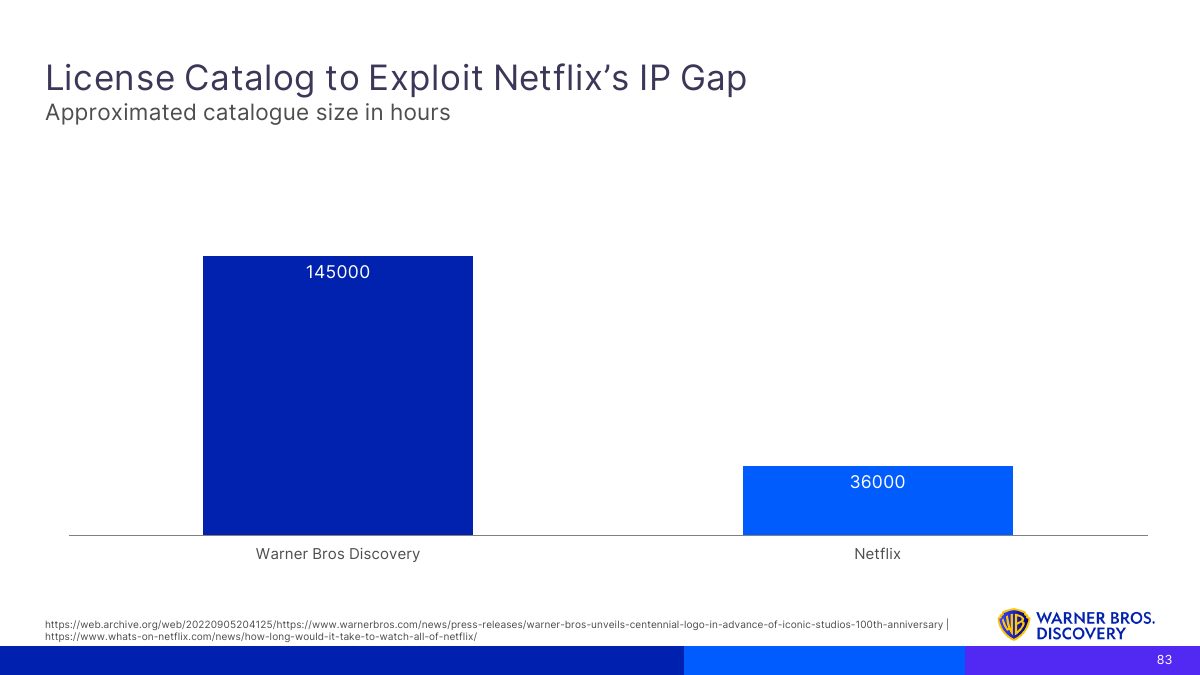 License Catalog to Exploit Netflix’s IP Gap
Approximated catalogue size in hours
145000
36000
Warner Bros Discovery
Netflix
https://web.archive.org/web/20220905204125/https://www.warnerbros.com/news/press-releases/warner-bros-unveils-centennial-logo-in-advance-of-iconic-studios-100th-anniversary |
https://www.whats-on-netflix.com/news/how-long-would-it-take-to-watch-all-of-netflix/
WB
WARNER BROS.
DISCOVERY
83